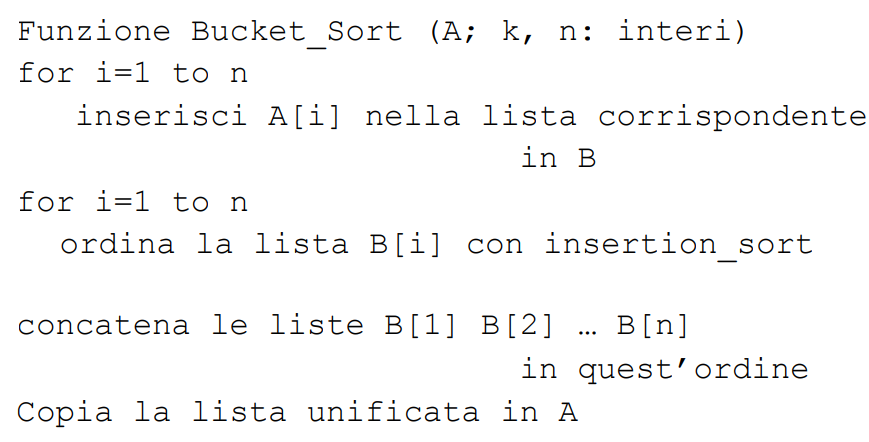 Funzione Bucket_Sort (A; k, n: interi)
for i=1 to n
inserisci A[i] nella lista corrispondente
in B
for i=1 to n
ordina la lista B[i] con insertion_sort
concatena le liste B[1] B[2] … B[n]
in quest’ordine
Copia la lista unificata in A